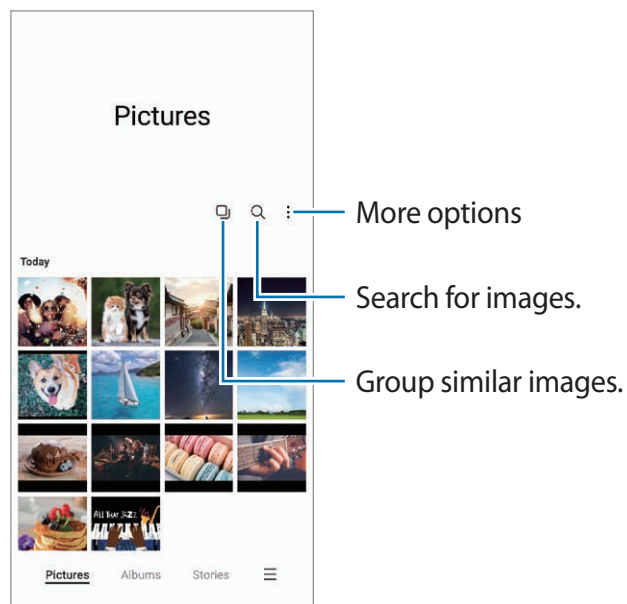 Pictures
More options
Today
Search for images.
Group similar images.
ALL THAT JAZZ
Pictures Albums Stories